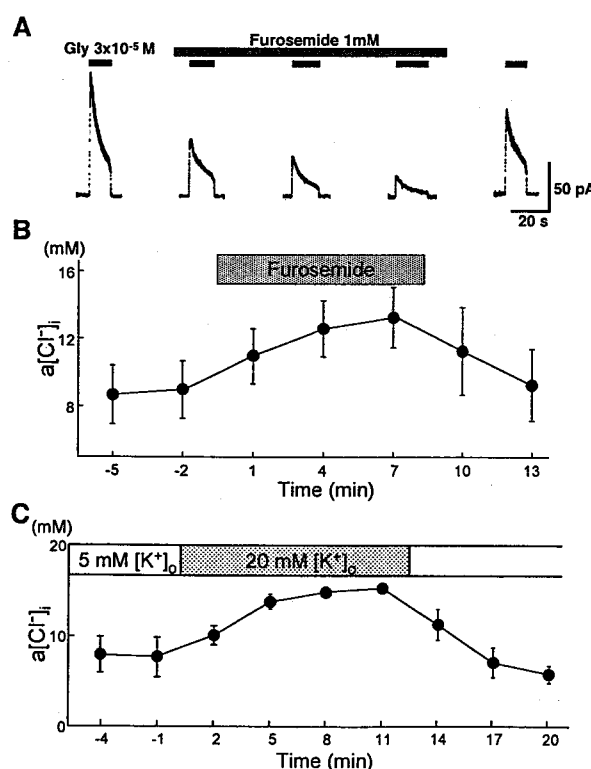 A
Gly 3x10⁻⁵ M
Furosemide 1mM
50 pA
20 s
B
(mM)
16
12
8
a[Cl⁻]i
Furosemide
-5 -2 1 4 7 10 13
Time (min)
C
(mM)
20
10
0
a[Cl⁻]i
5 mM [K⁺]o 20 mM [K⁺]o
-4 -1 2 5 8 11 14 17 20
Time (min)